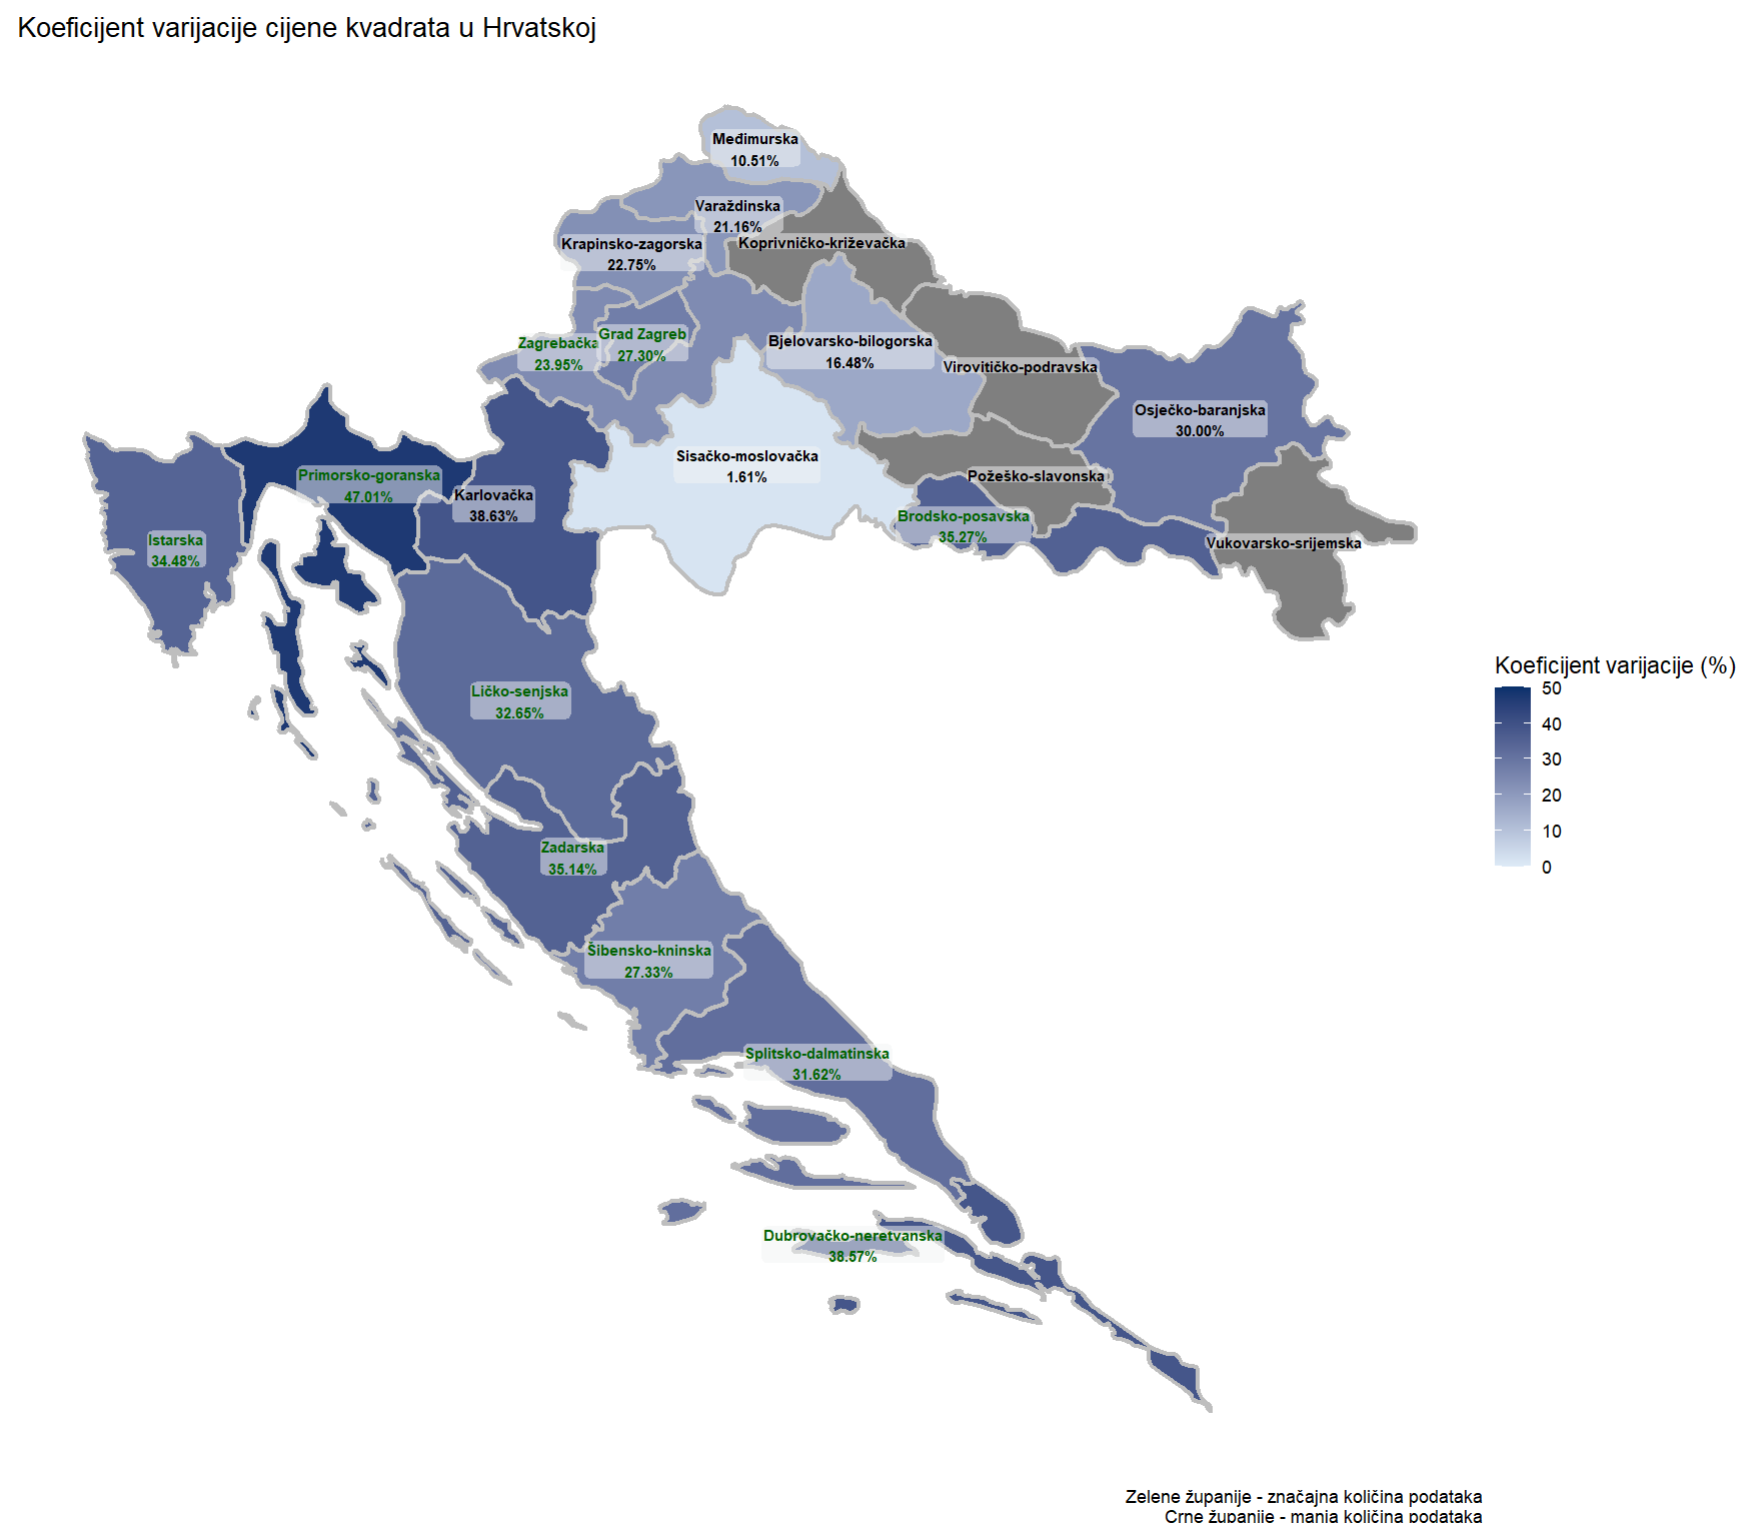 Koeficijent varijacije cijene kvadrata u Hrvatskoj
Međimurska
10.51%
Varaždinska
21.16%
Koprivničko-križevačka
Krapinsko-zagorska
22.75%
Grad Zagreb
27.30%
Zagrebačka
23.95%
Bjelovarsko-bilogorska
16.48%
Virovitičko-podravska
Osječko-baranjska
30.00%
Sisačko-moslovačka
1.61%
Požeško-slavonska
Primorsko-goranska
47.01%
Karlovačka
38.63%
Brodsko-posavska
35.27%
Vukovarsko-srijemska
Istarska
34.48%
Ličko-senjska
32.65%
Zadarska
35.14%
Šibensko-kninska
27.33%
Splitsko-dalmatinska
31.62%
Dubrovačko-neretvanska
38.57%
Koeficijent varijacije (%)
50
40
30
20
10
0
Zelene županije - značajna količina podataka
Crne županije - manja količina podataka